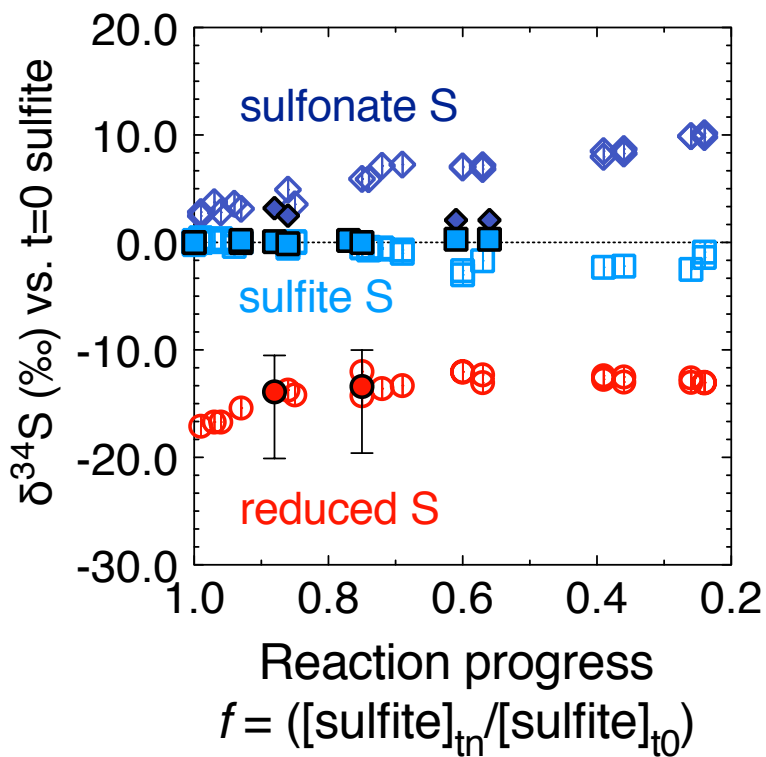 δ³⁴S (‰) vs. t=0 sulfite
20.0
10.0
0.0
-10.0
-20.0
-30.0
sulfonate S
sulfite S
reduced S
1.0 0.8 0.6 0.4 0.2
Reaction progress
f = ([sulfite]tn/[sulfite]t0)